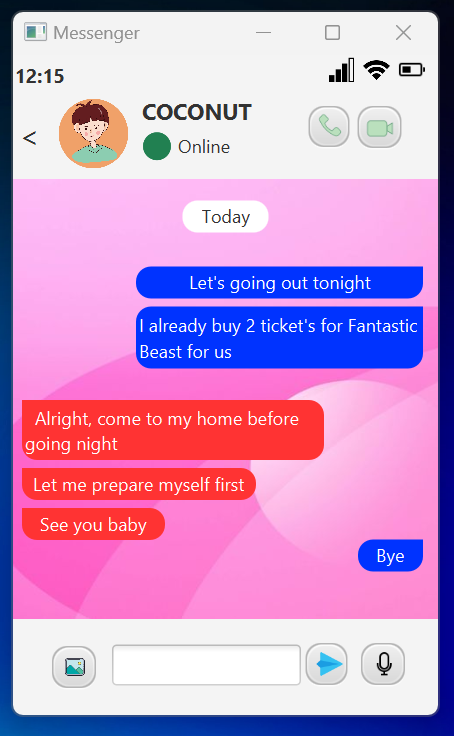 Messenger
12:15
COCONUT
<
Online
Today
Let's going out tonight
I already buy 2 ticket's for Fantastic
Beast for us
Alright, come to my home before
going night
Let me prepare myself first
See you baby
Bye